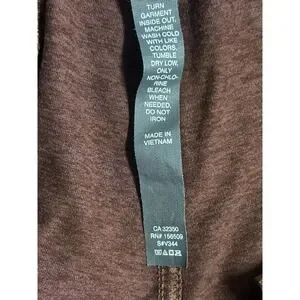 TURN
GARMENT
INSIDE OUT.
MACHINE
WASH COLD
WITH LIKE
COLORS,
TUMBLE
DRY LOW,
ONLY
NON-CHLO-
RINE
BLEACH
WHEN
NEEDED.
DO NOT
IRON
MADE IN
VIETNAM
CA 32350
RN# 156509
S#V344